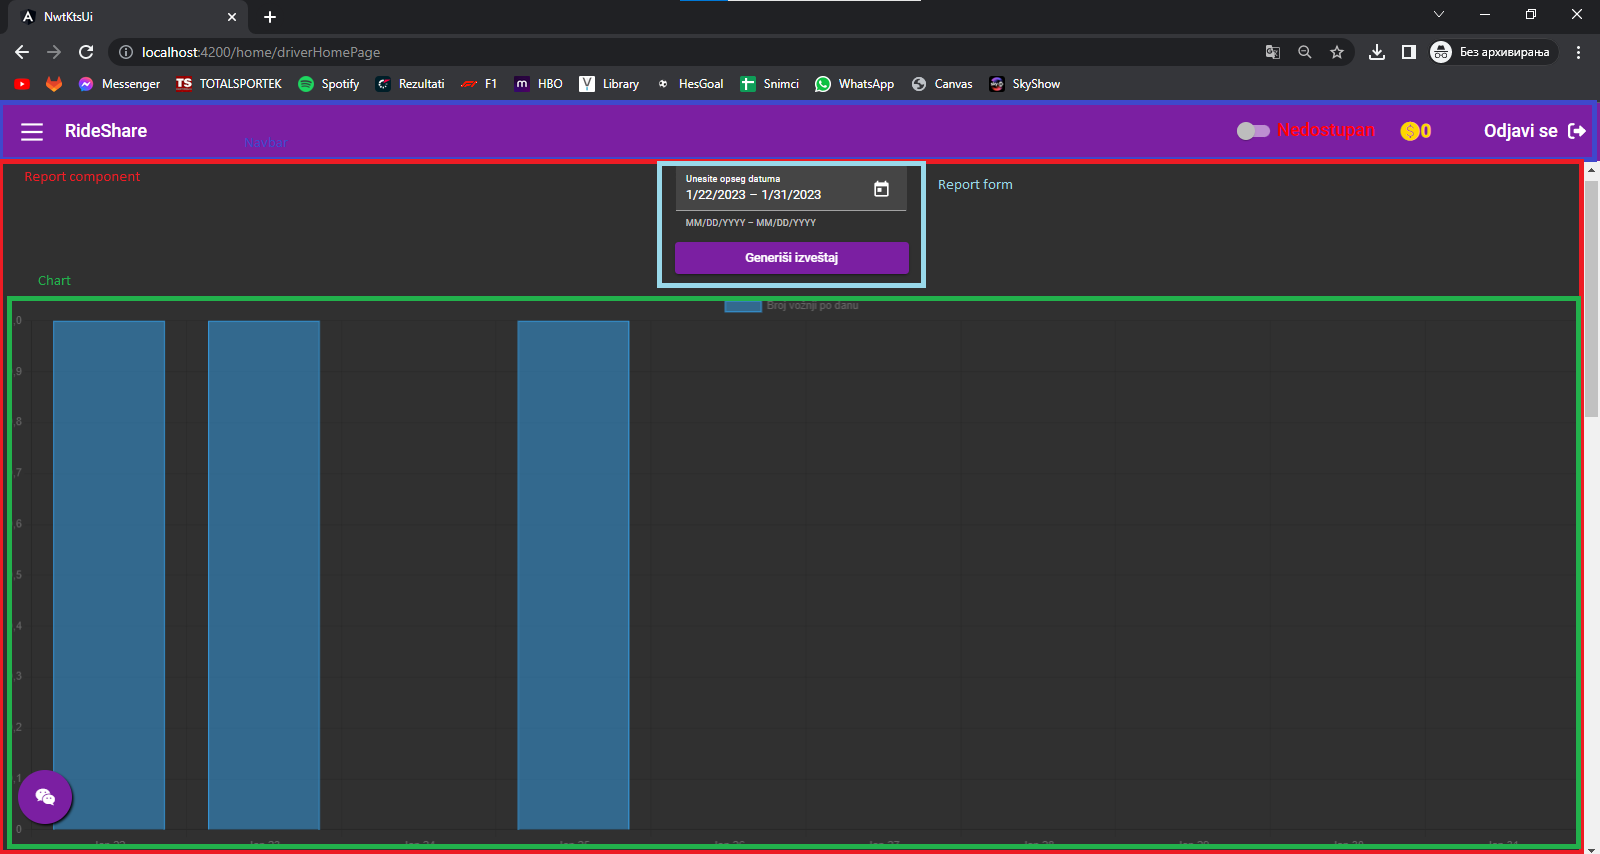 NwtKtsUi
localhost:4200/home/driverHomePage
Без архивирања
Messenger
TS TOTALSPORTEK
Spotify
Rezultati
F1
m HBO
Y Library
HesGoal
Snimci
WhatsApp
Canvas
SkyShow
RideShare
Navbar
Nedostupan
$0
Odjavi se
Report component
Unesite opseg datuma
1/22/2023 – 1/31/2023
MM/DD/YYYY – MM/DD/YYYY
Report form
Generiši izveštaj
Chart
Broj vožnji po danu
,0
,9
,8
,7
,6
,5
,4
,3
,2
,1
0